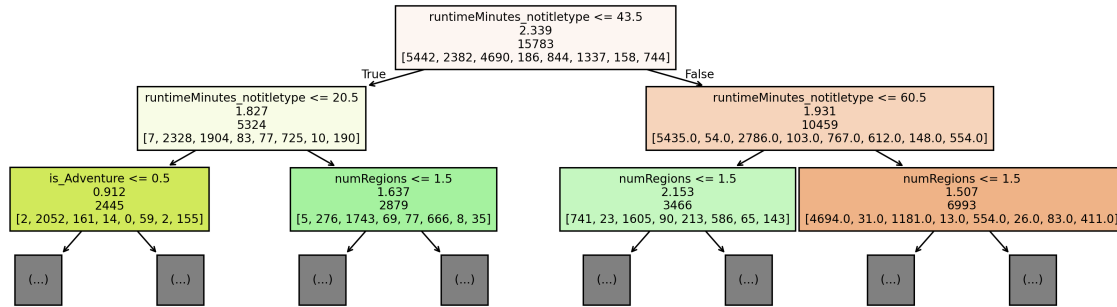 runtimeMinutes_notitletype <= 43.5
2.339
15783
[5442, 2382, 4690, 186, 844, 1337, 158, 744]
True
False
runtimeMinutes_notitletype <= 20.5
1.827
5324
[7, 2328, 1904, 83, 77, 725, 10, 190]
runtimeMinutes_notitletype <= 60.5
1.931
10459
[5435.0, 54.0, 2786.0, 103.0, 767.0, 612.0, 148.0, 554.0]
is_Adventure <= 0.5
0.912
2445
[2, 2052, 161, 14, 0, 59, 2, 155]
numRegions <= 1.5
1.637
2879
[5, 276, 1743, 69, 77, 666, 8, 35]
numRegions <= 1.5
2.153
3466
[741, 23, 1605, 90, 213, 586, 65, 143]
numRegions <= 1.5
1.507
6993
[4694.0, 31.0, 1181.0, 13.0, 554.0, 26.0, 83.0, 411.0]
(...)
(...)
(...)
(...)
(...)
(...)
(...)
(...)